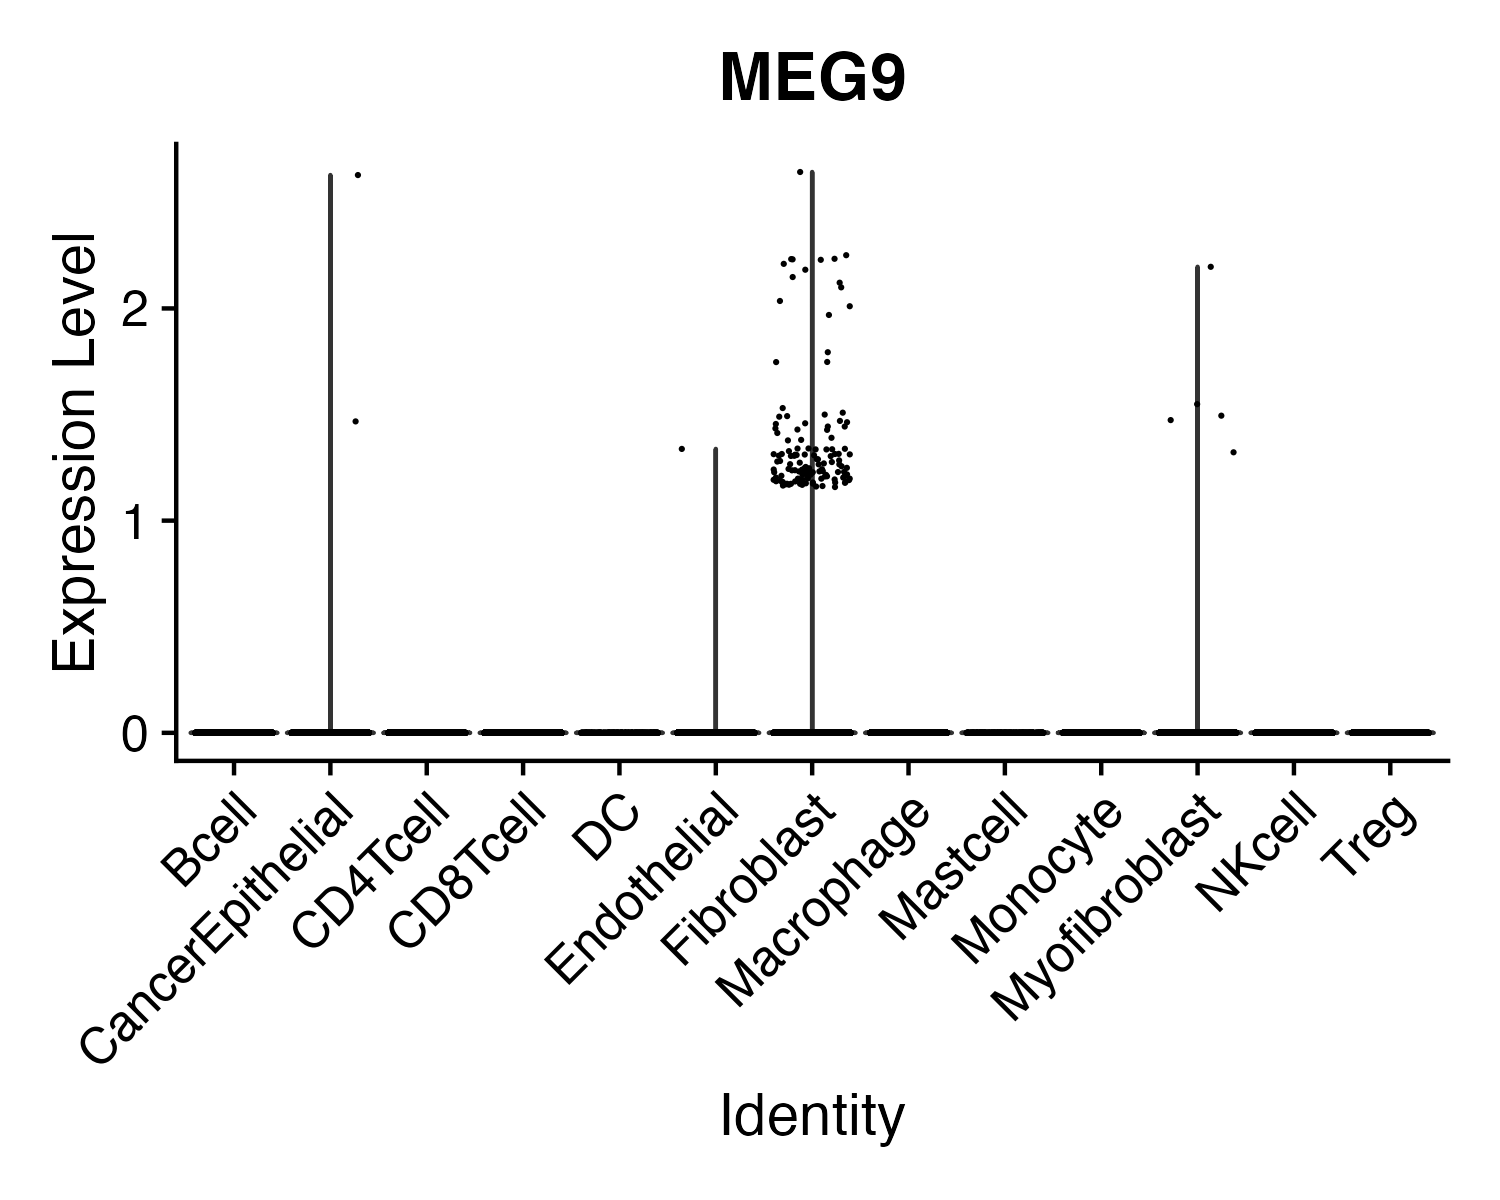 MEG9
Expression Level
2
1
0
Bcell
CancerEpithelial
CD4Tcell
CD8Tcell
DC
Endothelial
Fibroblast
Macrophage
Mastcell
Monocyte
Myofibroblast
NKcell
Treg
Identity